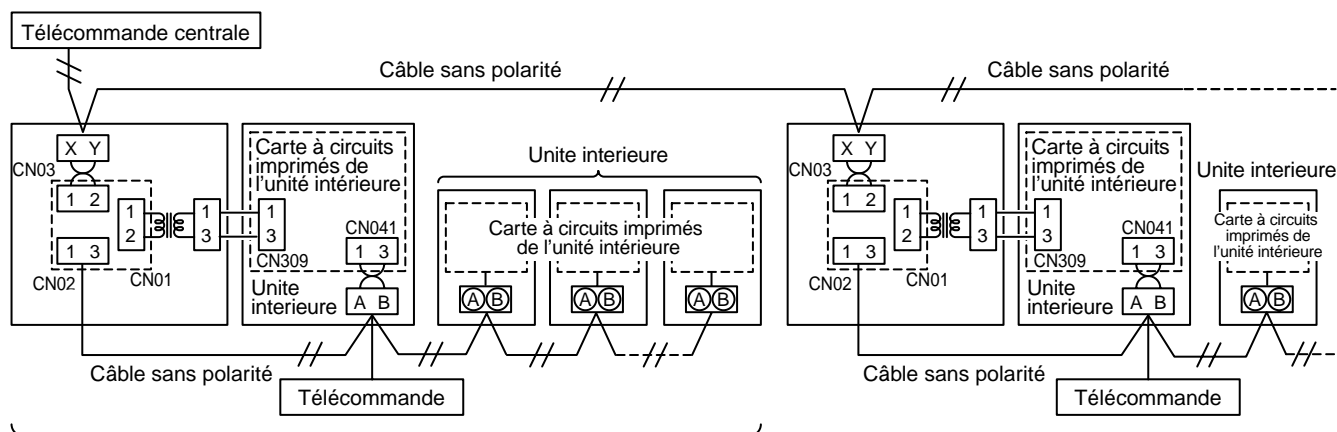 Télécommande centrale
Câble sans polarité
Câble sans polarité
X Y
CN03
1 2
1 3
CN02
1
2
CN01
1
3
Carte à circuits
imprimés de
l'unité intérieure
1
3
CN309
CN041
1 3
Unite
interieure
A B
Unite interieure
Carte à circuits imprimés
de l'unité intérieure
A B
A B
A B
Câble sans polarité
Télécommande
X Y
CN03
1 2
1 3
CN02
1
2
CN01
1
3
Carte à circuits
imprimés de
l'unité intérieure
1
3
CN309
CN041
1 3
Unite
interieure
A B
Unite interieure
Carte à circuits
imprimés de
l'unité intérieure
A B
Câble sans polarité
Télécommande